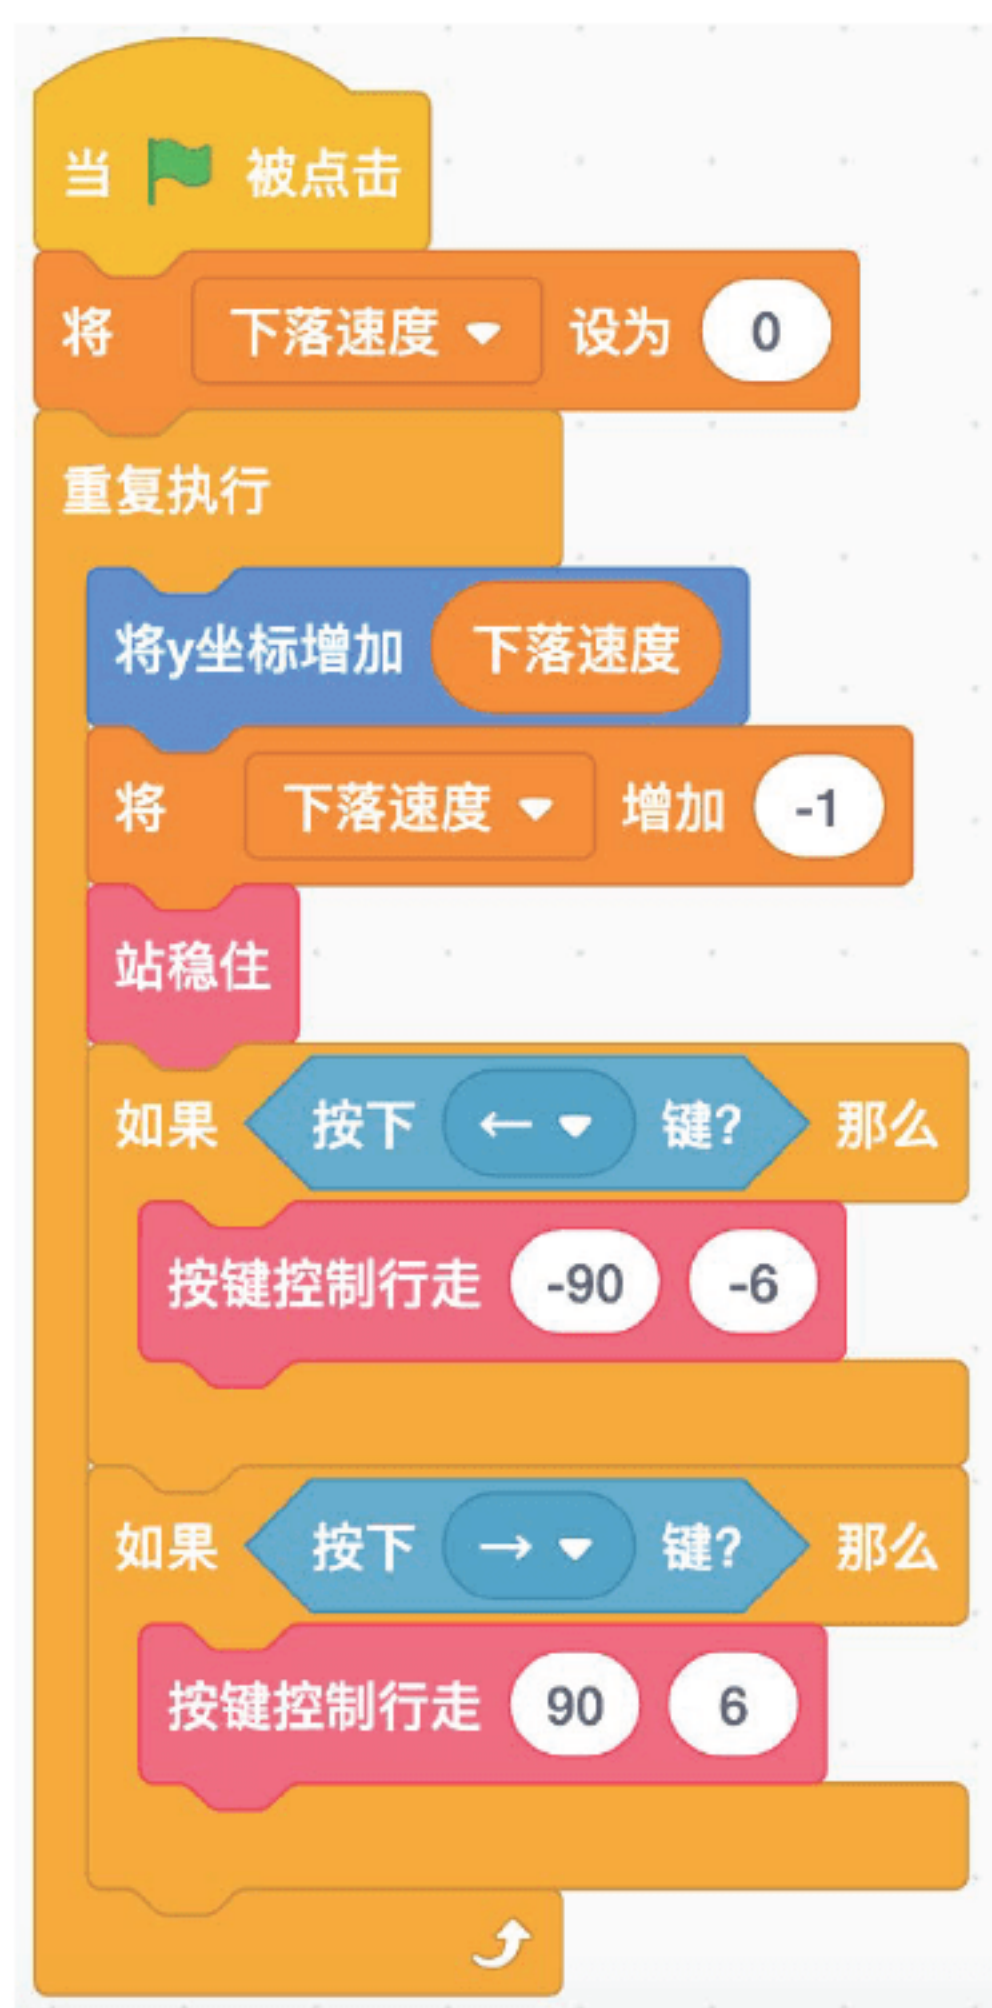 当 被点击
将 下落速度 设为 0
重复执行
将y坐标增加 下落速度
将 下落速度 增加 -1
站稳住
如果 按下 ← 键? 那么
按键控制行走 -90 -6
如果 按下 → 键? 那么
按键控制行走 90 6